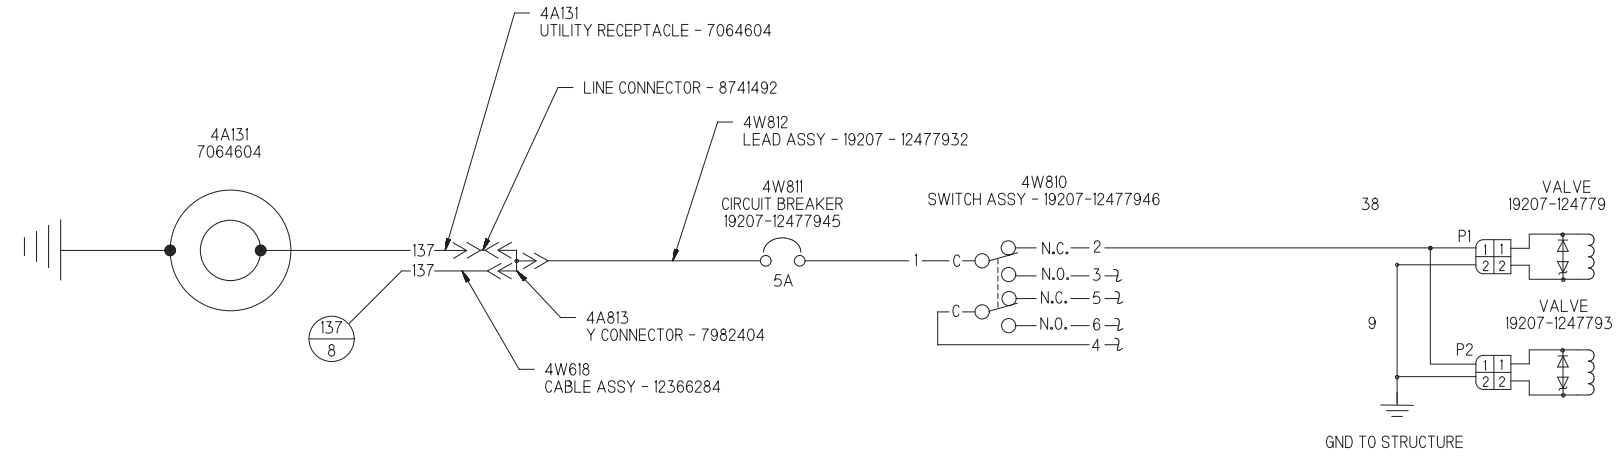 4A131
UTILITY RECEPTACLE - 7064604
LINE CONNECTOR - 8741492
4W812
LEAD ASSY - 19207 - 12477932
4A131
7064604
4W811
CIRCUIT BREAKER
19207-12477945
5A
4W810
SWITCH ASSY - 19207-12477946
38
VALVE
19207-124779
137
137
1
C
N.C.
2
N.O.
3
C
N.C.
5
N.O.
6
4
P1
1 1
2 2
137
8
4A813
Y CONNECTOR - 7982404
4W618
CABLE ASSY - 12366284
9
VALVE
19207-1247793
P2
1 1
2 2
GND TO STRUCTURE